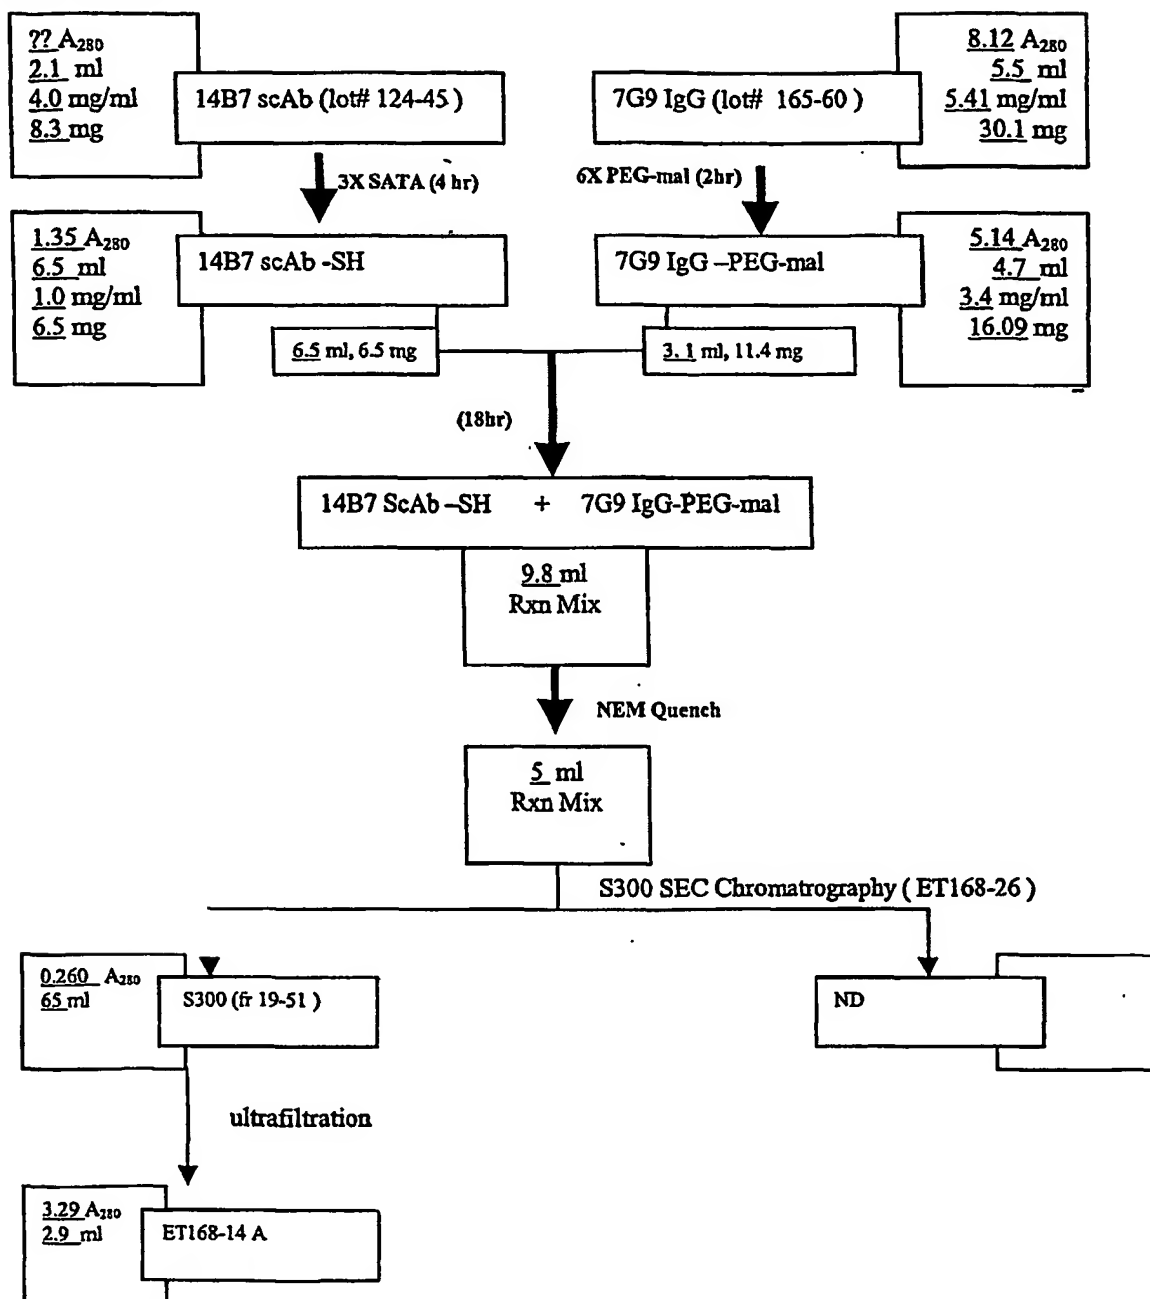 ?? A280
2.1 ml
4.0 mg/ml
8.3 mg
14B7 scAb (lot# 124-45 )
7G9 IgG (lot# 165-60 )
8.12 A280
5.5 ml
5.41 mg/ml
30.1 mg
3X SATA (4 hr)
6X PEG-mal (2hr)
1.35 A280
6.5 ml
1.0 mg/ml
6.5 mg
14B7 scAb -SH
7G9 IgG –PEG-mal
5.14 A280
4.7 ml
3.4 mg/ml
16.09 mg
6.5 ml, 6.5 mg
3. 1 ml, 11.4 mg
(18hr)
14B7 ScAb –SH + 7G9 IgG-PEG-mal
9.8 ml
Rxn Mix
NEM Quench
5 ml
Rxn Mix
S300 SEC Chromatrography ( ET168-26 )
0.260 A280
65 ml
S300 (fr 19-51 )
ND
ultrafiltration
3.29 A280
2.9 ml
ET168-14 A